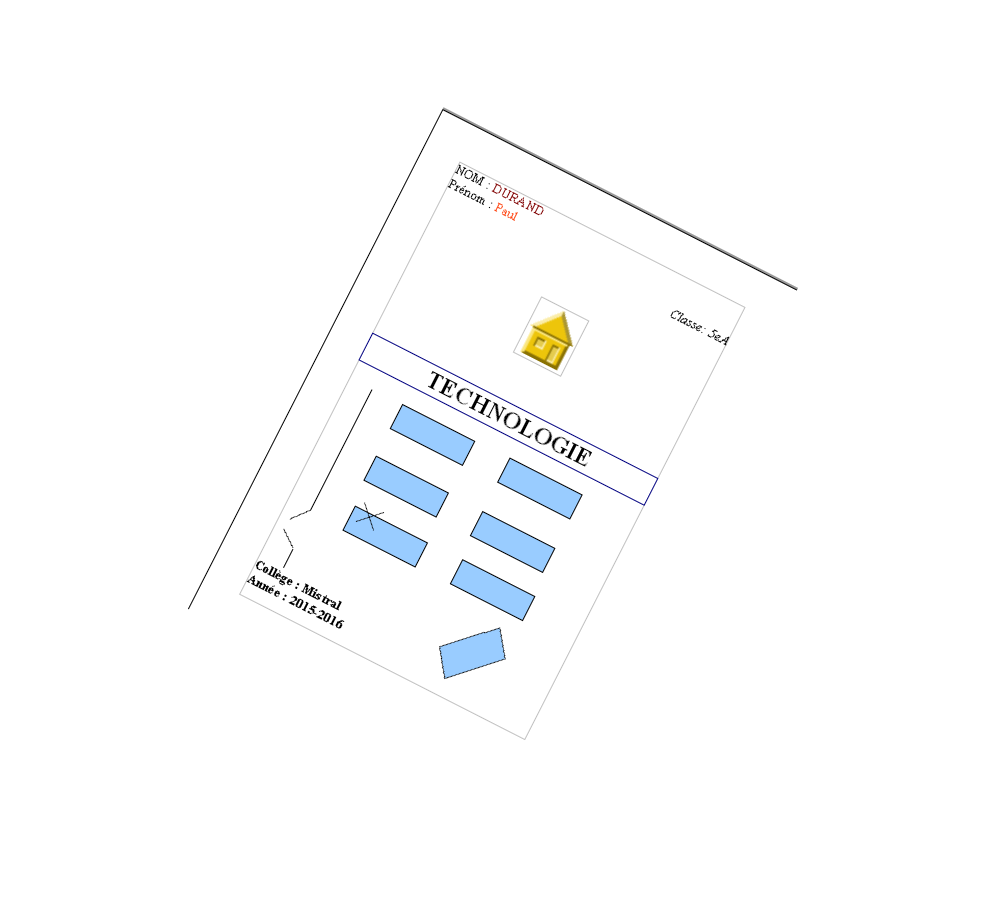 NOM : DURAND
Prénom : Paul
Classe: 5eA
TECHNOLOGIE
Collège : Mistral
Année : 2015-2016